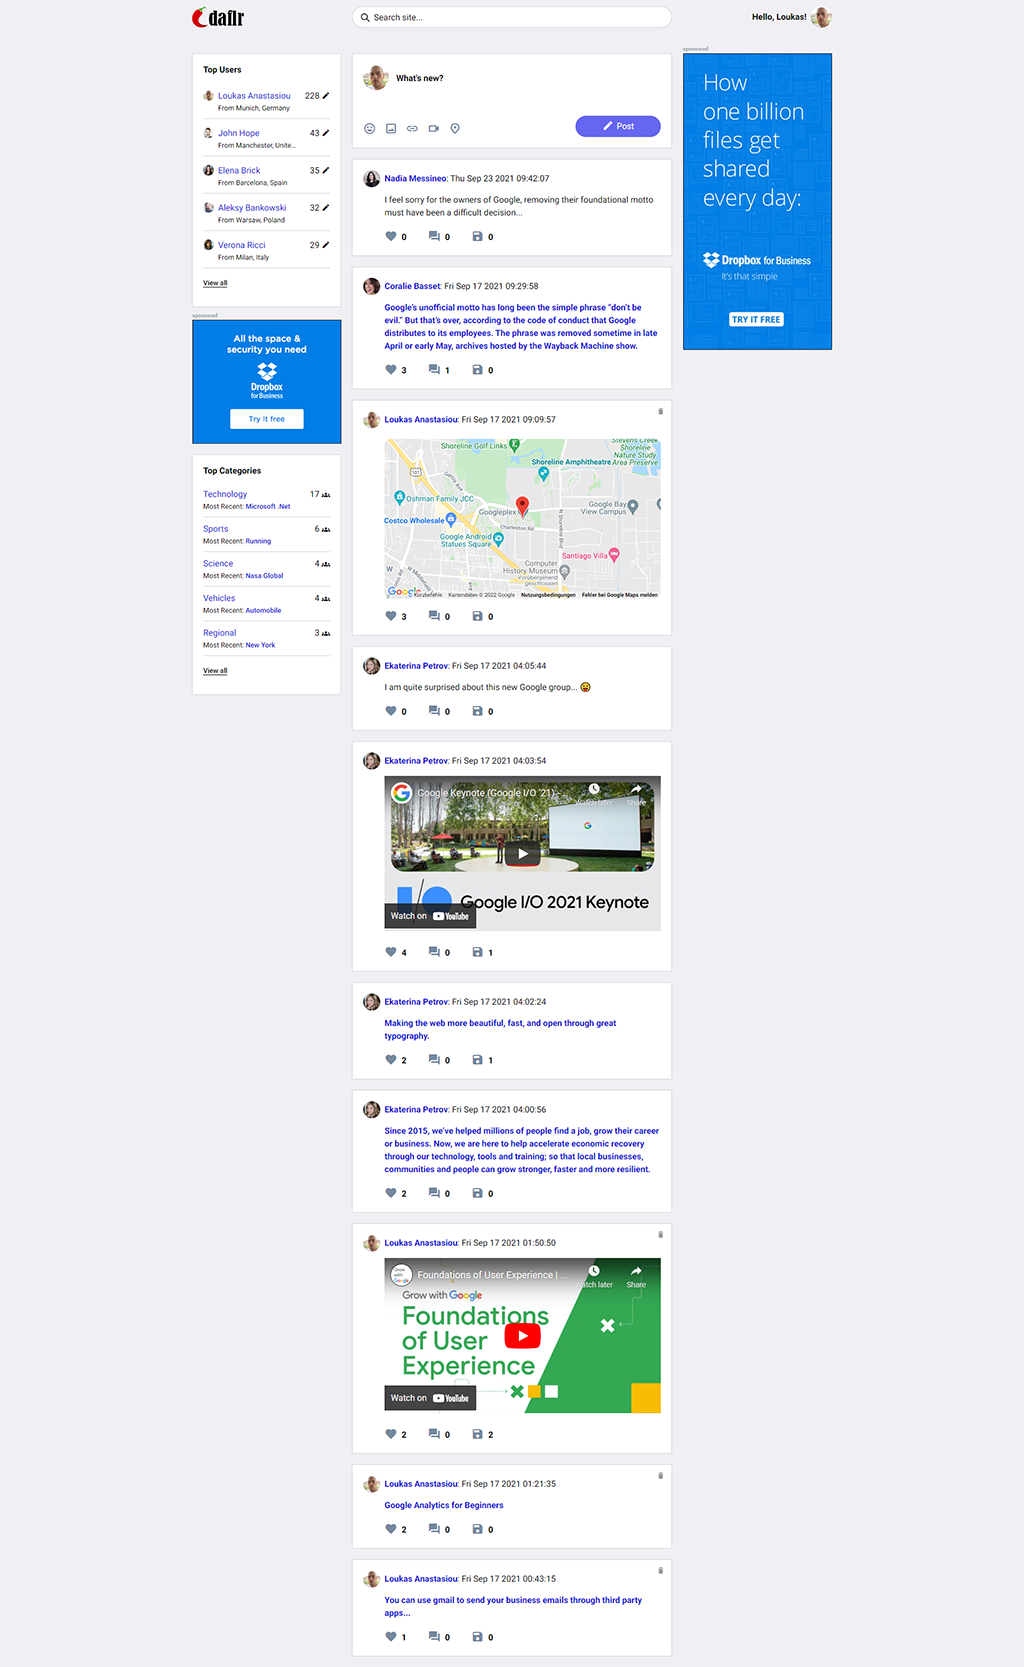 daflr
Search site...
Hello, Loukas!
Top Users
Loukas Anastasiou 228
From Munich, Germany
John Hope 43
From Manchester, Unite...
Elena Brick 35
From Barcelona, Spain
Aleksy Bankowski 32
From Warsaw, Poland
Verona Ricci 29
From Milan, Italy
View all
sponsored
All the space &
security you need
Dropbox
for Business
Try it free
Top Categories
Technology 17
Most Recent: Microsoft .Net
Sports 6
Most Recent: Running
Science 4
Most Recent: Nasa Global
Vehicles 4
Most Recent: Automobile
Regional 3
Most Recent: New York
View all
What's new?
Post
Nadia Messineo: Thu Sep 23 2021 09:42:07
I feel sorry for the owners of Google, removing their foundational motto
must have been a difficult decision...
0 0 0
Coralie Basset: Fri Sep 17 2021 09:29:58
Google's unofficial motto has long been the simple phrase "don't be
evil." But that's over, according to the code of conduct that Google
distributes to its employees. The phrase was removed sometime in late
April or early May, archives hosted by the Wayback Machine show.
3 1 0
Loukas Anastasiou: Fri Sep 17 2021 09:09:57
Shoreline Golf Links
Stevens Creek
Shoreline
Nature Study
Area Preserve
Shoreline Amphitheatre
101
Oshman Family JCC
Googleplex
Google Bay
View Campus
Costco Wholesale
Charleston Rd
N Shoreline Blvd
Google Android
Statues Square
Santiago Villa
Computer
History Museum
Vorübergehend
geschlossen
W Middlefield Rd
Google
Kurzbefehle Kartendaten © 2022 Google Nutzungsbedingungen Fehler bei Google Maps melden
3 0 0
Ekaterina Petrov: Fri Sep 17 2021 04:05:44
I am quite surprised about this new Google group... 😜
0 0 0
Ekaterina Petrov: Fri Sep 17 2021 04:03:54
Google Keynote (Google I/O '21) -
Watch later Share
I/O Google I/O 2021 Keynote
Watch on YouTube
4 0 1
Ekaterina Petrov: Fri Sep 17 2021 04:02:24
Making the web more beautiful, fast, and open through great
typography.
2 0 1
Ekaterina Petrov: Fri Sep 17 2021 04:00:56
Since 2015, we've helped millions of people find a job, grow their career
or business. Now, we are here to help accelerate economic recovery
through our technology, tools and training; so that local businesses,
communities and people can grow stronger, faster and more resilient.
2 0 0
Loukas Anastasiou: Fri Sep 17 2021 01:50:50
Grow with Google
Foundations of User Experience | ...
Watch later Share
Grow with Google
Foundations
of User
Experience
Watch on YouTube
2 0 2
Loukas Anastasiou: Fri Sep 17 2021 01:21:35
Google Analytics for Beginners
2 0 0
Loukas Anastasiou: Fri Sep 17 2021 00:43:15
You can use gmail to send your business emails through third party
apps...
1 0 0
sponsored
How
one billion
files get
shared
every day:
Dropbox for Business
It's that simple
TRY IT FREE